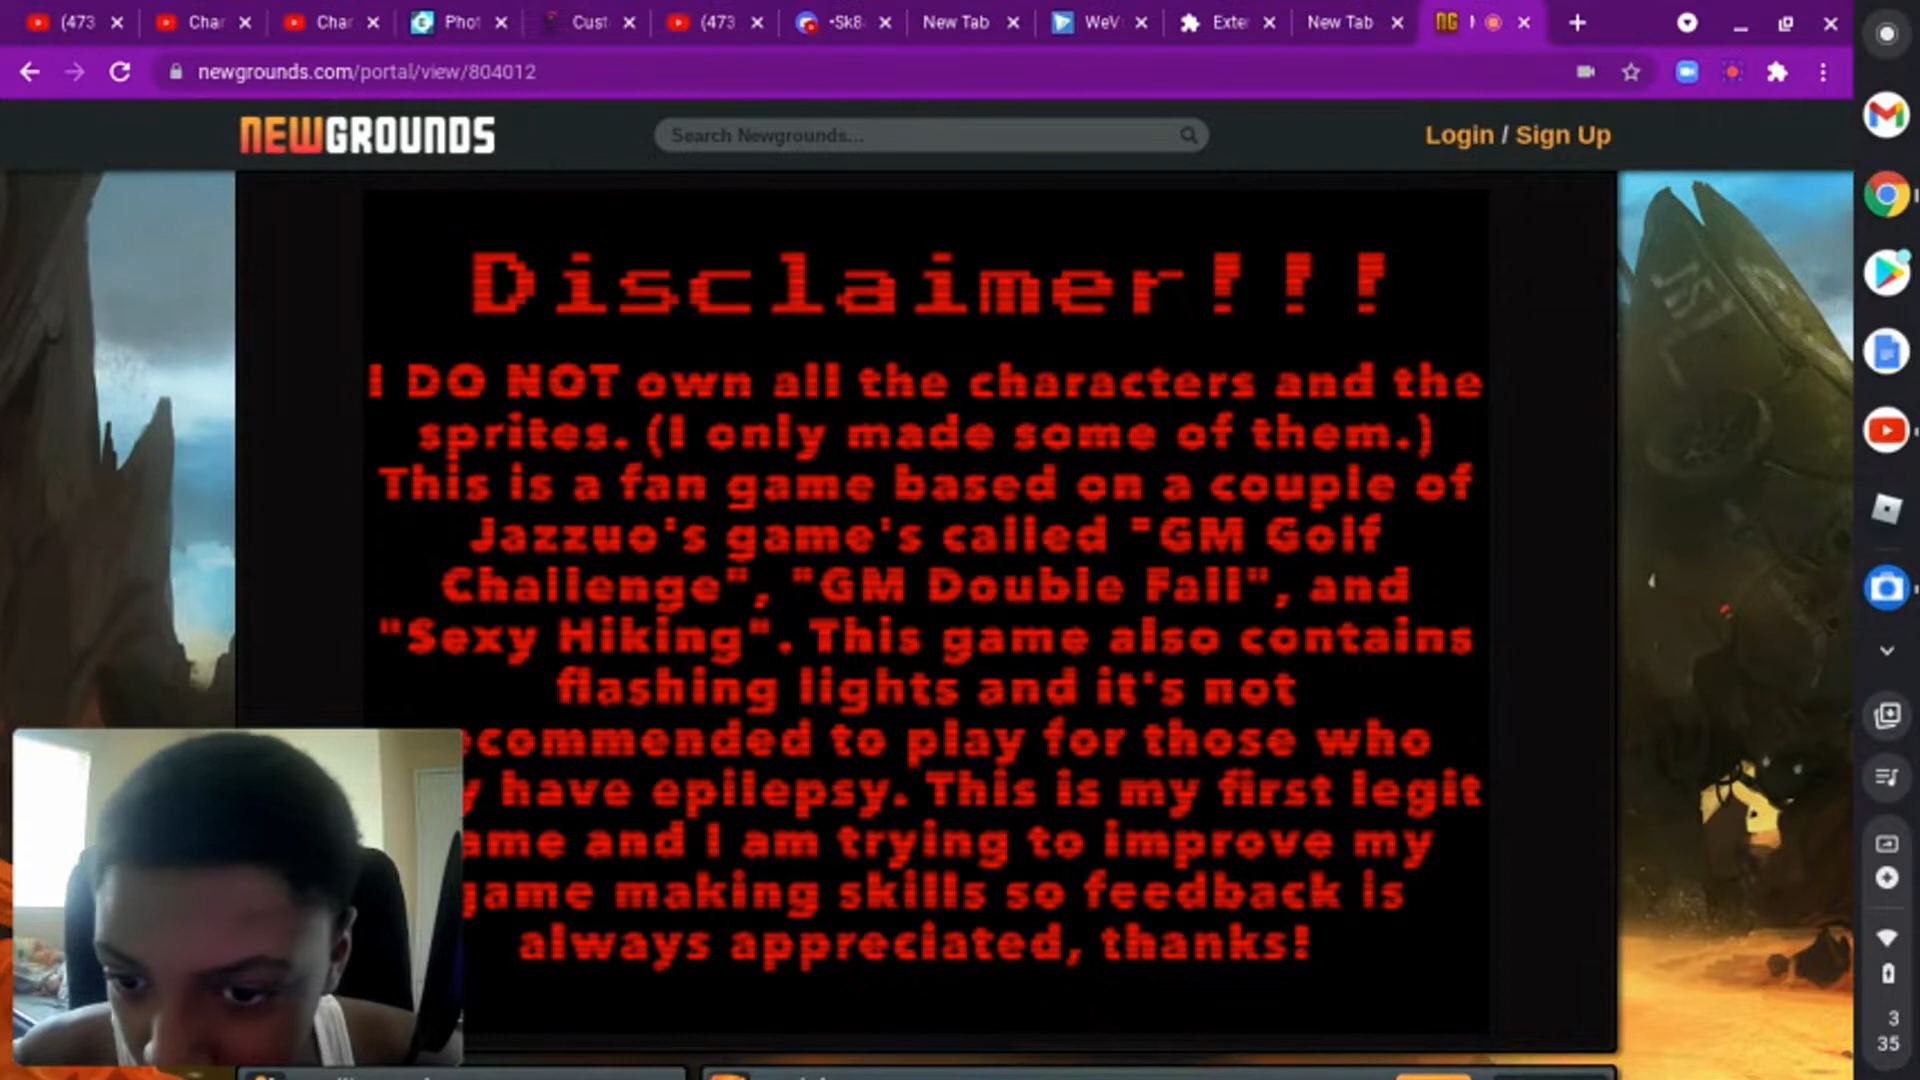 (473
Char
Char
Phot
Cust
(473
-Sk8-
New Tab
WeV
Exte
New Tab
newgrounds.com/portal/view/804012
NEWGROUNDS
Search Newgrounds...
Login / Sign Up
Disclaimer!!!
I DO NOT own all the characters and the
sprites. (I only made some of them.)
This is a fan game based on a couple of
Jazzuo's game's called "GM Golf
Challenge", "GM Double Fall", and
"Sexy Hiking". This game also contains
flashing lights and it's not
ecommended to play for those who
y have epilepsy. This is my first legit
ame and I am trying to improve my
game making skills so feedback is
always appreciated, thanks!
3
35